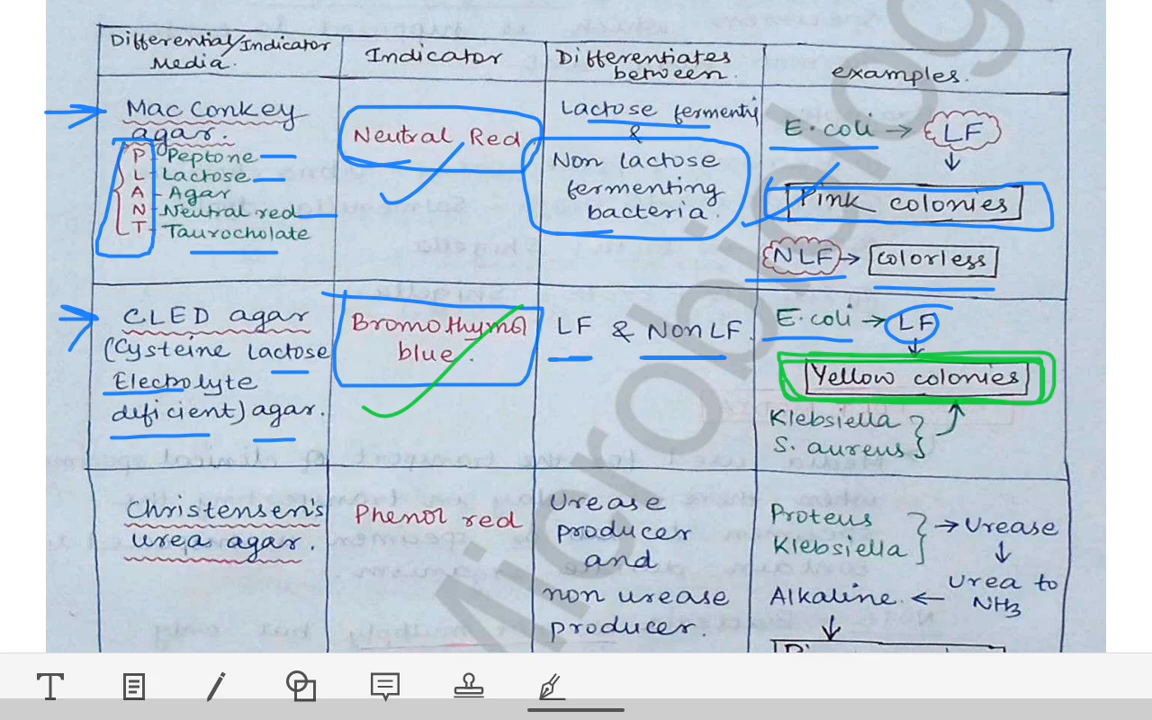 Differential/Indicator
Media.
Indicator
Differentiates
between.
examples.
MacConkey
agar.
P - Peptone
L - Lactose
A - Agar
N - Neutral red
T - Taurocholate
Neutral Red
Lactose fermenti
&
Non lactose
fermenting
bacteria.
E.coli → LF
↓
Pink colonies
NLF → colorless
CLED agar
(Cysteine lactose
Electrolyte
deficient) agar.
Bromothymol
blue.
LF & Non LF.
E.coli → LF
↓
Yellow colonies
Klebsiella
S. aureus
Christensen's
urea agar.
Phenol red
Urease
producer
and
non urease
producer.
Proteus
Klebsiella
→ Urease
↓
Urea to
NH3
Alkaline ←
↓
Microbiolog
T